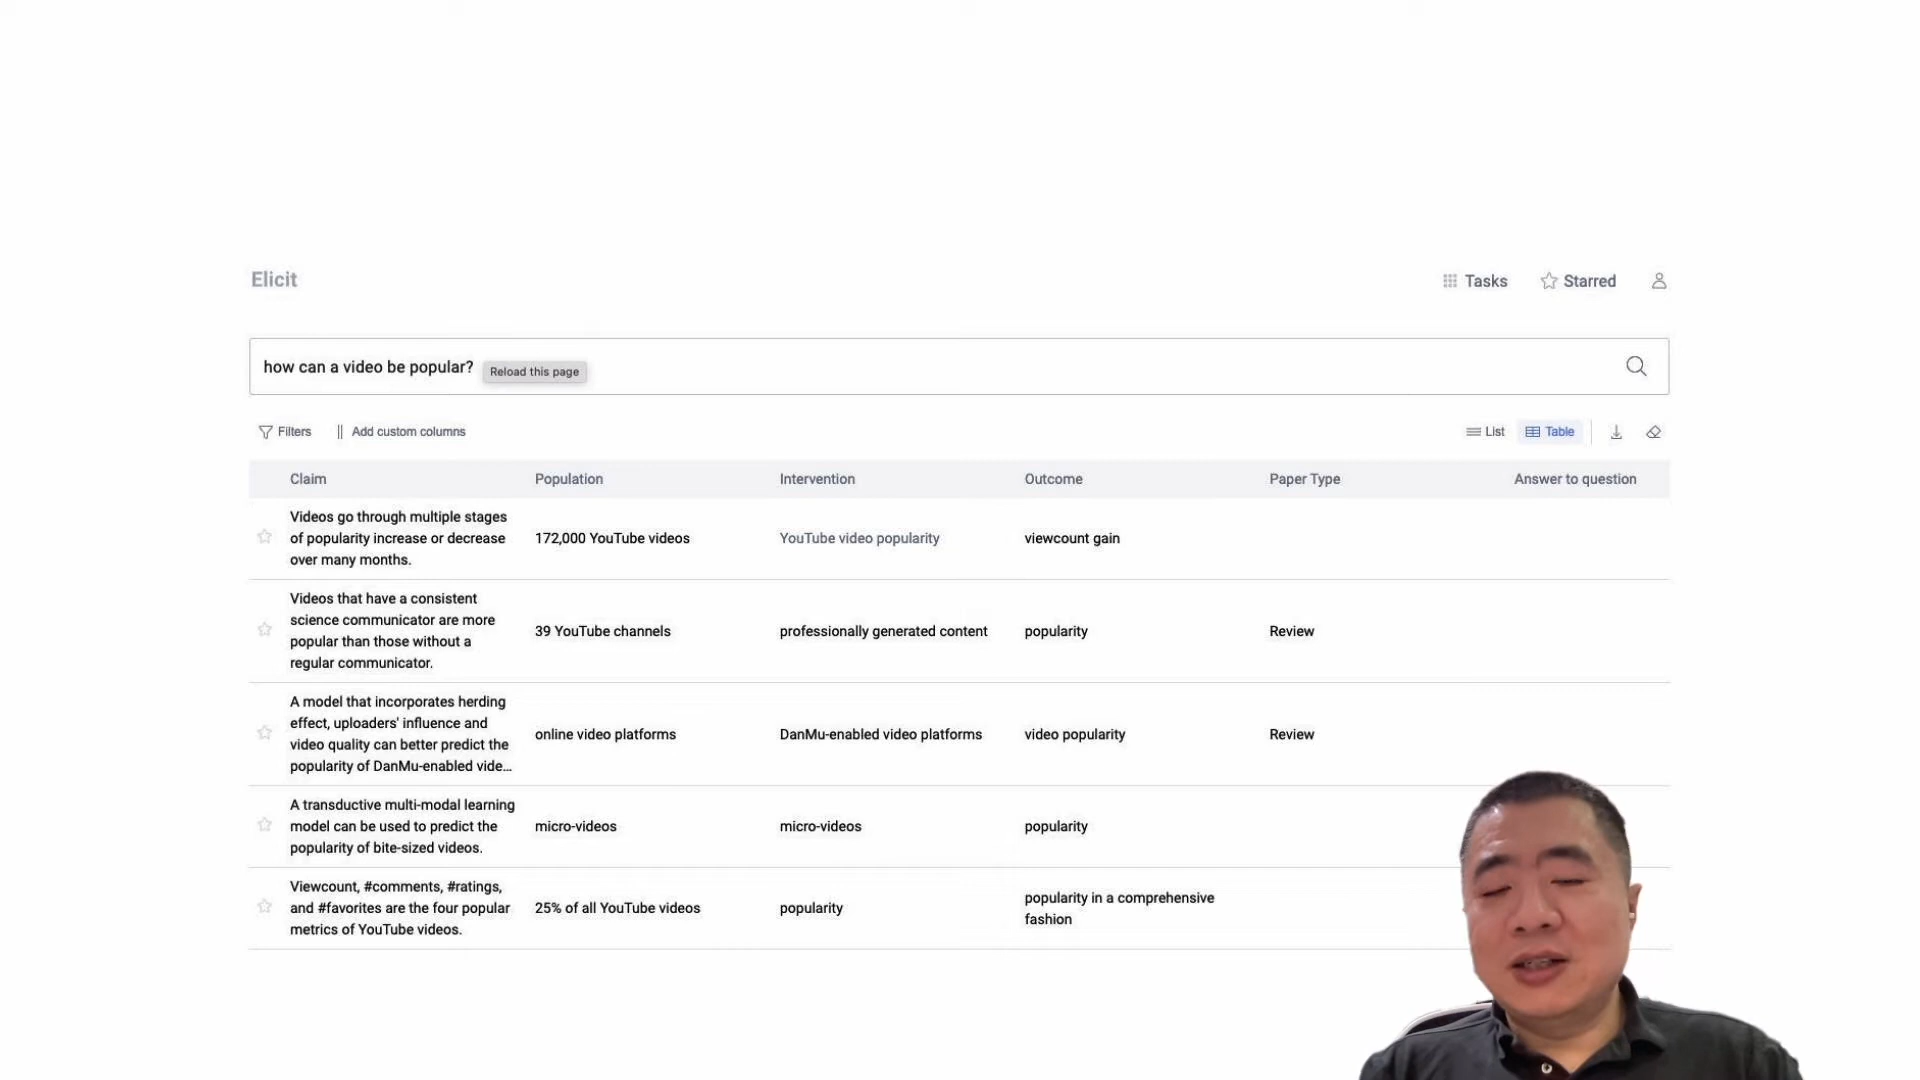 Elicit
Tasks
Starred
how can a video be popular?
Reload this page
Filters
Add custom columns
List
Table
Claim
Population
Intervention
Outcome
Paper Type
Answer to question
Videos go through multiple stages
of popularity increase or decrease
over many months.
172,000 YouTube videos
YouTube video popularity
viewcount gain
Videos that have a consistent
science communicator are more
popular than those without a
regular communicator.
39 YouTube channels
professionally generated content
popularity
Review
A model that incorporates herding
effect, uploaders' influence and
video quality can better predict the
popularity of DanMu-enabled vide...
online video platforms
DanMu-enabled video platforms
video popularity
Review
A transductive multi-modal learning
model can be used to predict the
popularity of bite-sized videos.
micro-videos
micro-videos
popularity
Viewcount, #comments, #ratings,
and #favorites are the four popular
metrics of YouTube videos.
25% of all YouTube videos
popularity
popularity in a comprehensive
fashion